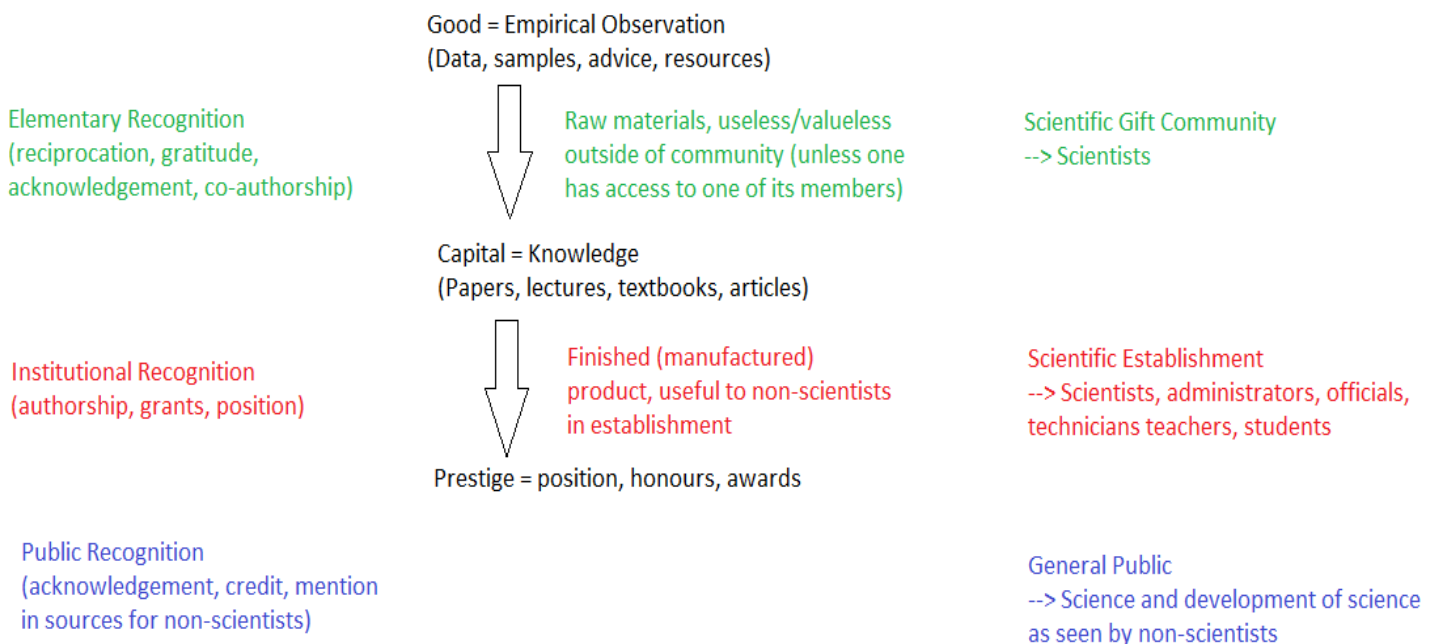 Good = Empirical Observation
(Data, samples, advice, resources)
Elementary Recognition
(reciprocation, gratitude,
acknowledgement, co-authorship)
Raw materials, useless/valueless
outside of community (unless one
has access to one of its members)
Scientific Gift Community
--> Scientists
Capital = Knowledge
(Papers, lectures, textbooks, articles)
Institutional Recognition
(authorship, grants, position)
Finished (manufactured)
product, useful to non-scientists
in establishment
Scientific Establishment
--> Scientists, administrators, officials,
technicians teachers, students
Prestige = position, honours, awards
Public Recognition
(acknowledgement, credit, mention
in sources for non-scientists)
General Public
--> Science and development of science
as seen by non-scientists